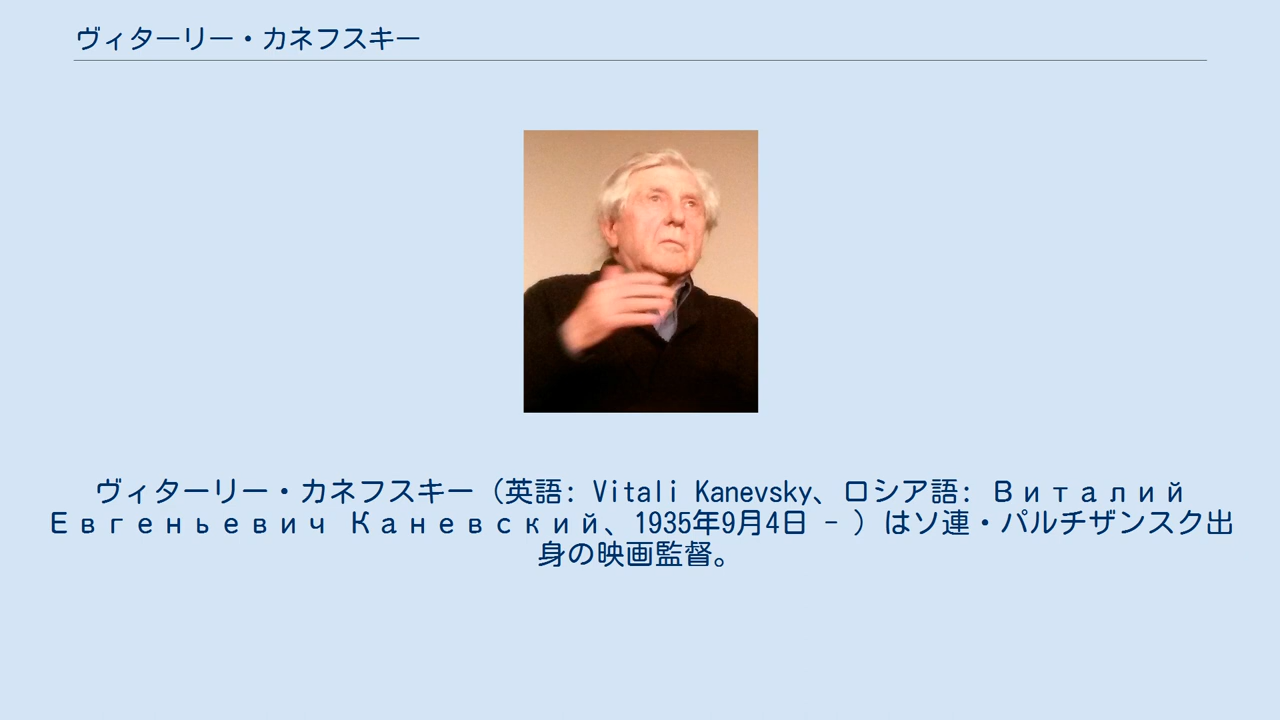 ヴィターリー・カネフスキー
ヴィターリー・カネフスキー（英語: Vitali Kanevsky、ロシア語: Виталий
Евгеньевич Каневский、1935年9月4日 - ）はソ連・パルチザンスク出
身の映画監督。